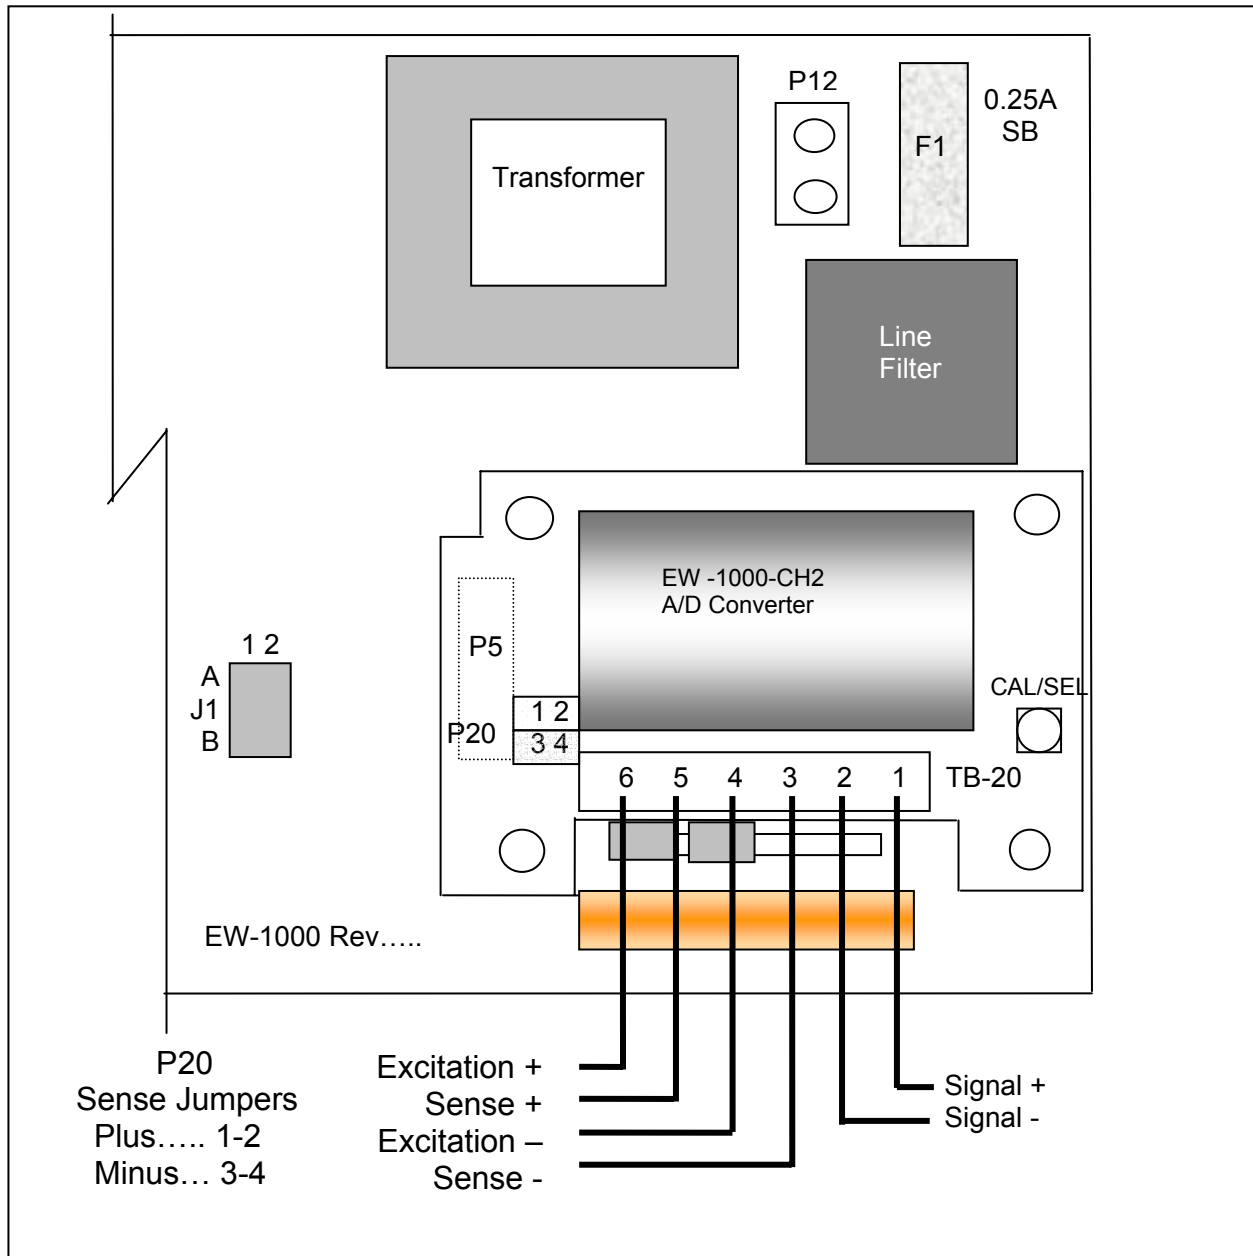 P12
0.25A
SB
F1
Transformer
Line
Filter
EW -1000-CH2
A/D Converter
P5
1 2
A
J1
B
CAL/SEL
1 2
P20
3 4
6 5 4 3 2 1
TB-20
EW-1000 Rev.....
P20
Sense Jumpers
Plus..... 1-2
Minus... 3-4
Excitation +
Sense +
Excitation –
Sense -
Signal +
Signal -